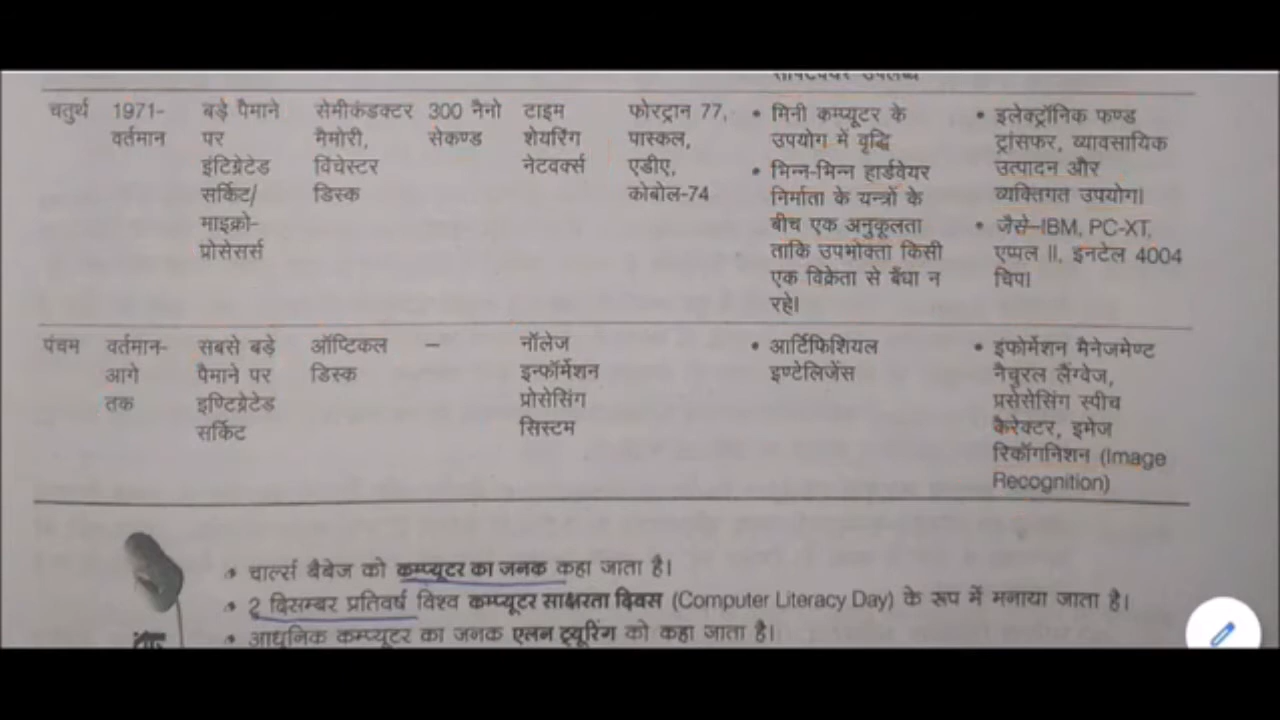 चतुर्थ 1971- बड़े पैमाने सेमीकंडक्टर 300 नैनो टाइम फोरट्रान 77, • मिनी कम्प्यूटर के • इलेक्ट्रॉनिक फण्ड
वर्तमान पर मैमोरी, सेकण्ड शेयरिंग पास्कल, उपयोग में वृद्धि ट्रांसफर, व्यावसायिक
इंटिग्रेटेड विंचेस्टर नेटवर्क्स एडीए, • भिन्न-भिन्न हार्डवेयर उत्पादन और
सर्किट/ डिस्क कोबोल-74 निर्माता के यन्त्रों के व्यक्तिगत उपयोग।
माइक्रो- बीच एक अनुकूलता • जैसे–IBM, PC-XT,
प्रोसेसर्स ताकि उपभोक्ता किसी एप्पल II, इनटेल 4004
एक विक्रेता से बँधा न चिप।
रहे।
पंचम वर्तमान- सबसे बड़े ऑप्टिकल – नॉलेज • आर्टिफिशियल • इंफोर्मेशन मैनेजमेण्ट
आगे पैमाने पर डिस्क इन्फॉर्मेशन इण्टेलिजेंस नैचुरल लैंग्वेज,
तक इण्टिग्रेटेड प्रोसेसिंग प्रसेसेसिंग स्पीच
सर्किट सिस्टम कैरेक्टर, इमेज
रिकॉगनिशन (Image
Recognition)
• चार्ल्स बैबेज को कम्प्यूटर का जनक कहा जाता है।
• 2 दिसम्बर प्रतिवर्ष विश्व कम्प्यूटर साक्षरता दिवस (Computer Literacy Day) के रूप में मनाया जाता है।
• आधुनिक कम्प्यूटर का जनक एलन ट्यूरिंग को कहा जाता है।